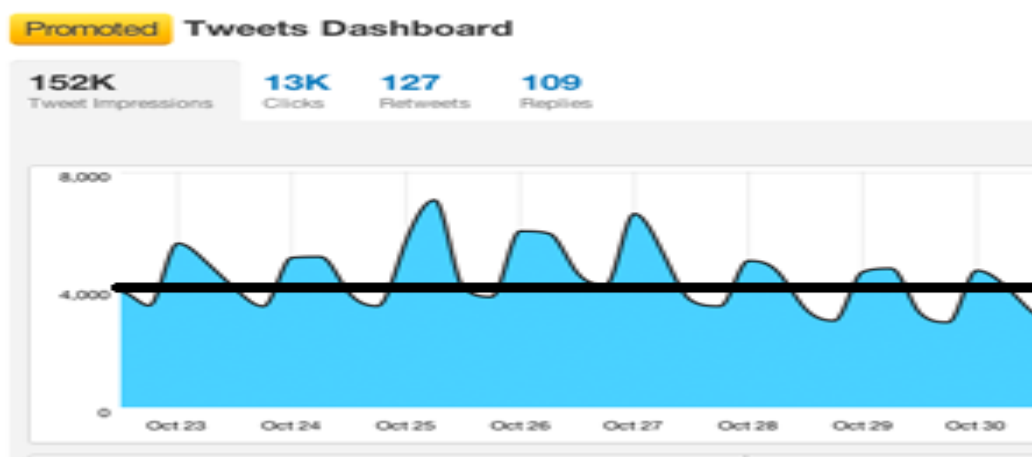 Promoted Tweets Dashboard
152K 13K 127 109
Tweet Impressions Clicks Retweets Replies
8,000
4,000
0
Oct 23 Oct 24 Oct 25 Oct 26 Oct 27 Oct 28 Oct 29 Oct 30